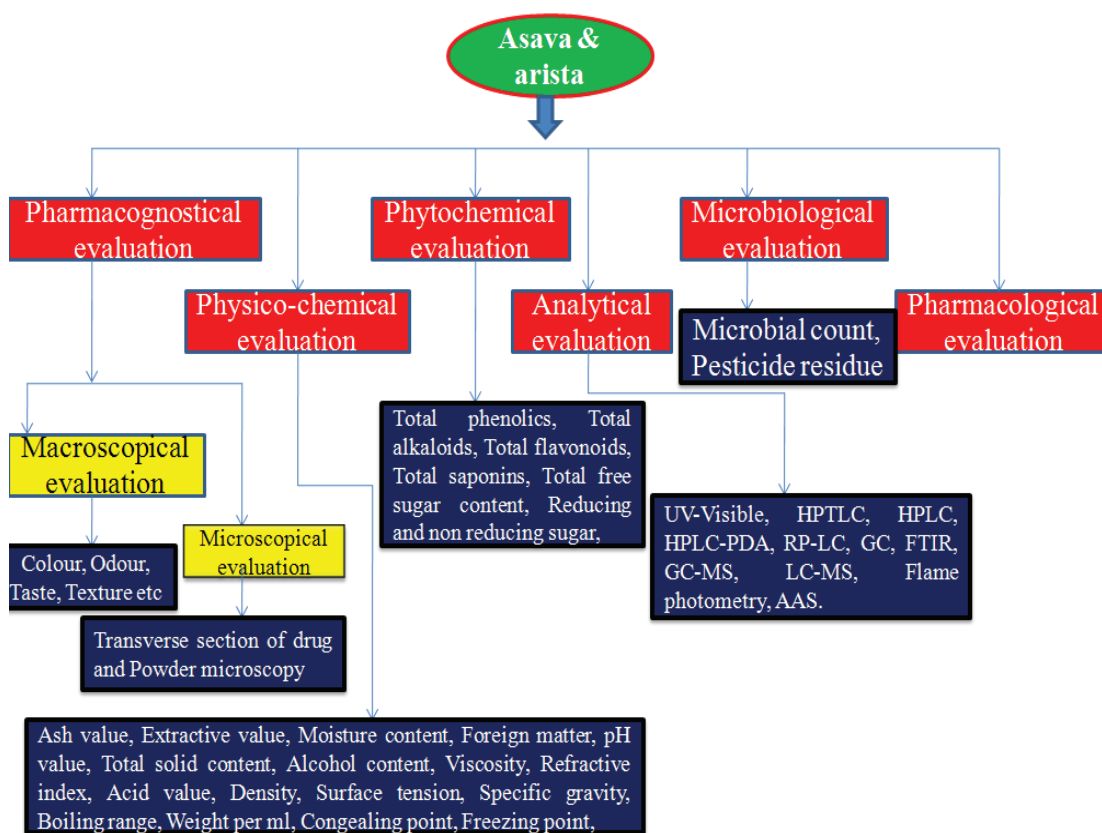 Asava &
arista
Pharmacognostical
evaluation
Phytochemical
evaluation
Microbiological
evaluation
Physico-chemical
evaluation
Analytical
evaluation
Pharmacological
evaluation
Microbial count,
Pesticide residue
Macroscopical
evaluation
Total phenolics, Total
alkaloids, Total flavonoids,
Total saponins, Total free
sugar content, Reducing
and non reducing sugar,
UV-Visible, HPTLC, HPLC,
HPLC-PDA, RP-LC, GC, FTIR,
GC-MS, LC-MS, Flame
photometry, AAS.
Microscopical
evaluation
Colour, Odour,
Taste, Texture etc
Transverse section of drug
and Powder microscopy
Ash value, Extractive value, Moisture content, Foreign matter, pH
value, Total solid content, Alcohol content, Viscosity, Refractive
index, Acid value, Density, Surface tension, Specific gravity,
Boiling range, Weight per ml, Congealing point, Freezing point,